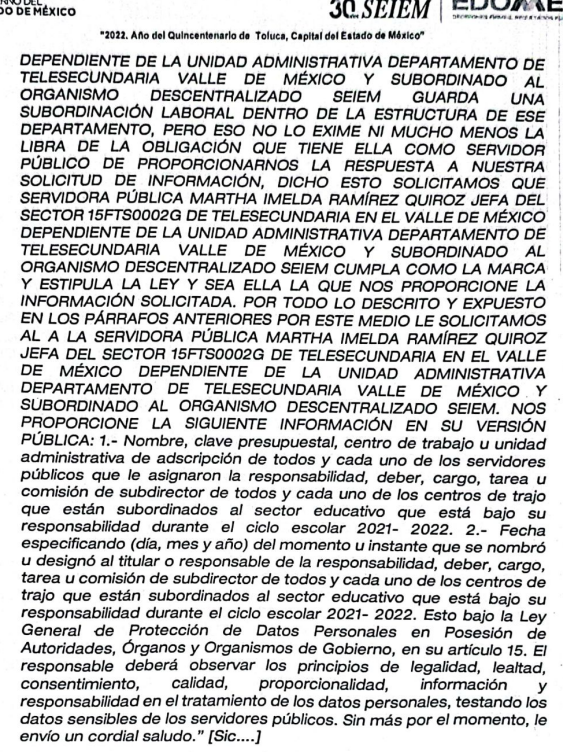 DO DE MÉXICO
30 SEIEM
EDOMÉX
"2022. Año del Quincentenario de Toluca, Capital del Estado de México"
DEPENDIENTE DE LA UNIDAD ADMINISTRATIVA DEPARTAMENTO DE
TELESECUNDARIA VALLE DE MÉXICO Y SUBORDINADO AL
ORGANISMO DESCENTRALIZADO SEIEM GUARDA UNA
SUBORDINACIÓN LABORAL DENTRO DE LA ESTRUCTURA DE ESE
DEPARTAMENTO, PERO ESO NO LO EXIME NI MUCHO MENOS LA
LIBRA DE LA OBLIGACIÓN QUE TIENE ELLA COMO SERVIDOR
PÚBLICO DE PROPORCIONARNOS LA RESPUESTA A NUESTRA
SOLICITUD DE INFORMACIÓN, DICHO ESTO SOLICITAMOS QUE
SERVIDORA PÚBLICA MARTHA IMELDA RAMÍREZ QUIROZ JEFA DEL
SECTOR 15FTS0002G DE TELESECUNDARIA EN EL VALLE DE MÉXICO
DEPENDIENTE DE LA UNIDAD ADMINISTRATIVA DEPARTAMENTO DE
TELESECUNDARIA VALLE DE MÉXICO Y SUBORDINADO AL
ORGANISMO DESCENTRALIZADO SEIEM CUMPLA COMO LA MARCA
Y ESTIPULA LA LEY Y SEA ELLA LA QUE NOS PROPORCIONE LA
INFORMACIÓN SOLICITADA. POR TODO LO DESCRITO Y EXPUESTO
EN LOS PÁRRAFOS ANTERIORES POR ESTE MEDIO LE SOLICITAMOS
AL A LA SERVIDORA PÚBLICA MARTHA IMELDA RAMÍREZ QUIROZ
JEFA DEL SECTOR 15FTS0002G DE TELESECUNDARIA EN EL VALLE
DE MÉXICO DEPENDIENTE DE LA UNIDAD ADMINISTRATIVA
DEPARTAMENTO DE TELESECUNDARIA VALLE DE MÉXICO Y
SUBORDINADO AL ORGANISMO DESCENTRALIZADO SEIEM. NOS
PROPORCIONE LA SIGUIENTE INFORMACIÓN EN SU VERSIÓN
PÚBLICA: 1.- Nombre, clave presupuestal, centro de trabajo u unidad
administrativa de adscripción de todos y cada uno de los servidores
públicos que le asignaron la responsabilidad, deber, cargo, tarea u
comisión de subdirector de todos y cada uno de los centros de trajo
que están subordinados al sector educativo que está bajo su
responsabilidad durante el ciclo escolar 2021- 2022. 2.- Fecha
especificando (día, mes y año) del momento u instante que se nombró
u designó al titular o responsable de la responsabilidad, deber, cargo,
tarea u comisión de subdirector de todos y cada uno de los centros de
trajo que están subordinados al sector educativo que está bajo su
responsabilidad durante el ciclo escolar 2021- 2022. Esto bajo la Ley
General de Protección de Datos Personales en Posesión de
Autoridades, Órganos y Organismos de Gobierno, en su artículo 15. El
responsable deberá observar los principios de legalidad, lealtad,
consentimiento, calidad, proporcionalidad, información y
responsabilidad en el tratamiento de los datos personales, testando los
datos sensibles de los servidores públicos. Sin más por el momento, le
envío un cordial saludo." [Sic....]